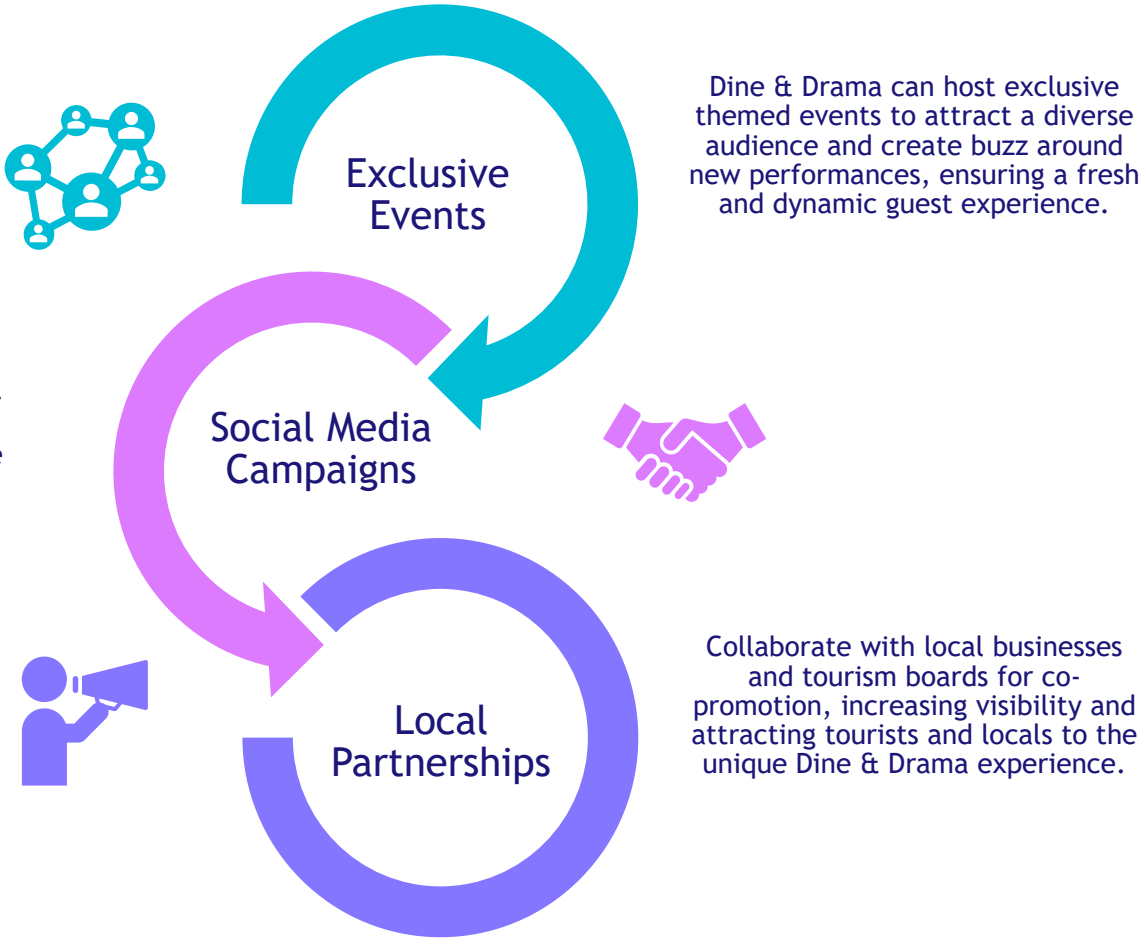 Exclusive
Events
Dine & Drama can host exclusive
themed events to attract a diverse
audience and create buzz around
new performances, ensuring a fresh
and dynamic guest experience.
Social Media
Campaigns
Local
Partnerships
Collaborate with local businesses
and tourism boards for co-
promotion, increasing visibility and
attracting tourists and locals to the
unique Dine & Drama experience.